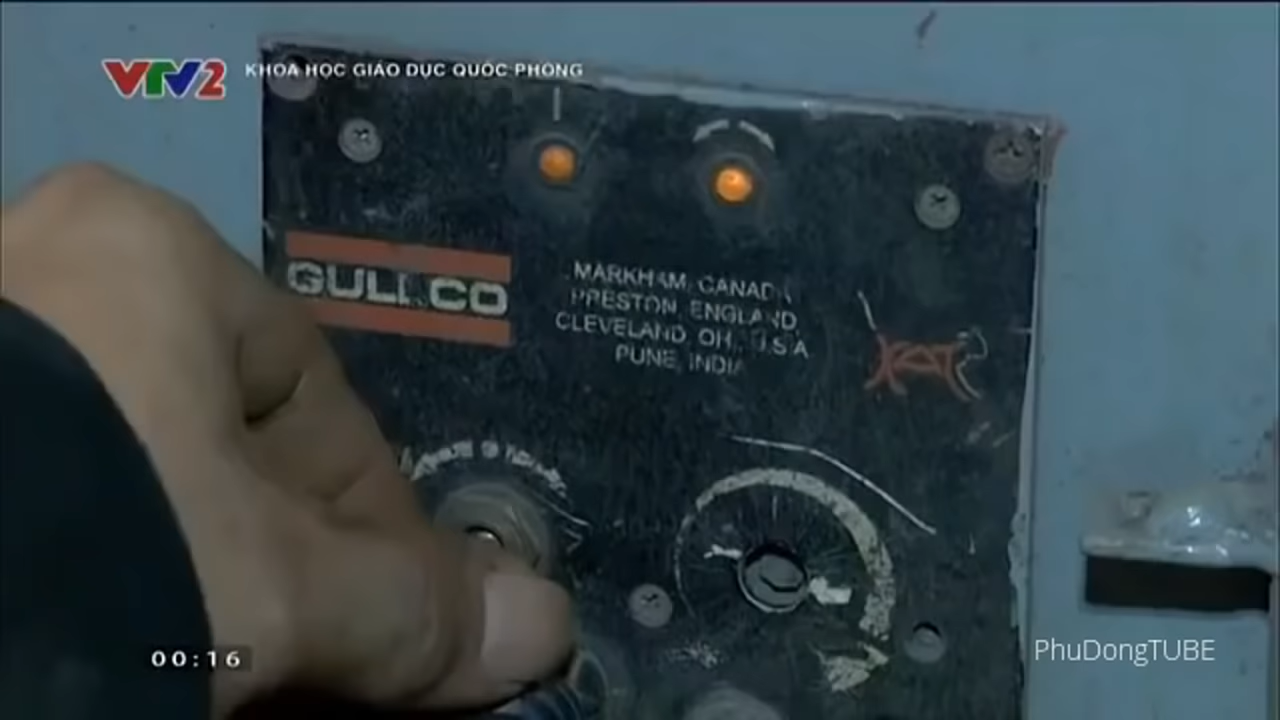 VTV2
KHOA HỌC GIÁO DỤC QUỐC PHÒNG
GULLCO
MARKHAM, CANADA
PRESTON, ENGLAND,
CLEVELAND, OH., U.S.A
PUNE, INDIA
KAT
00:16
PhuDongTUBE